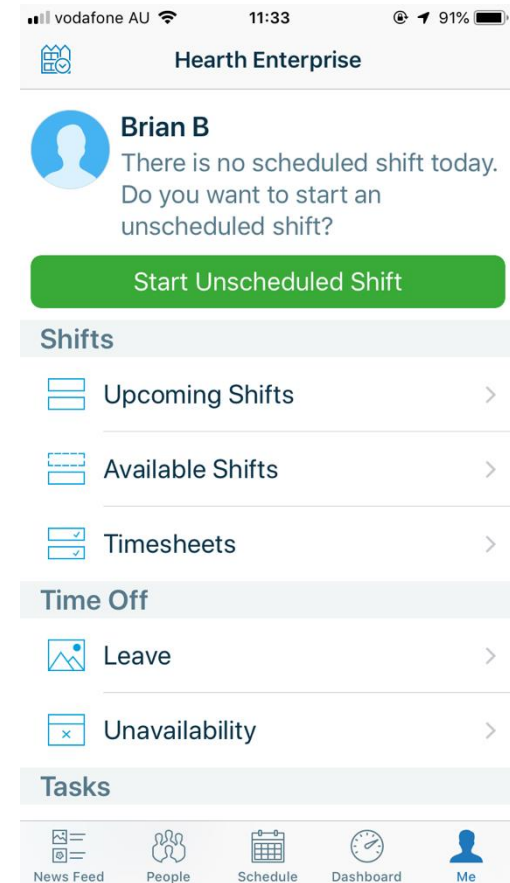 vodafone AU 11:33 91%
Hearth Enterprise
Brian B
There is no scheduled shift today.
Do you want to start an
unscheduled shift?
Start Unscheduled Shift
Shifts
Upcoming Shifts
Available Shifts
Timesheets
Time Off
Leave
Unavailability
Tasks
News Feed People Schedule Dashboard Me